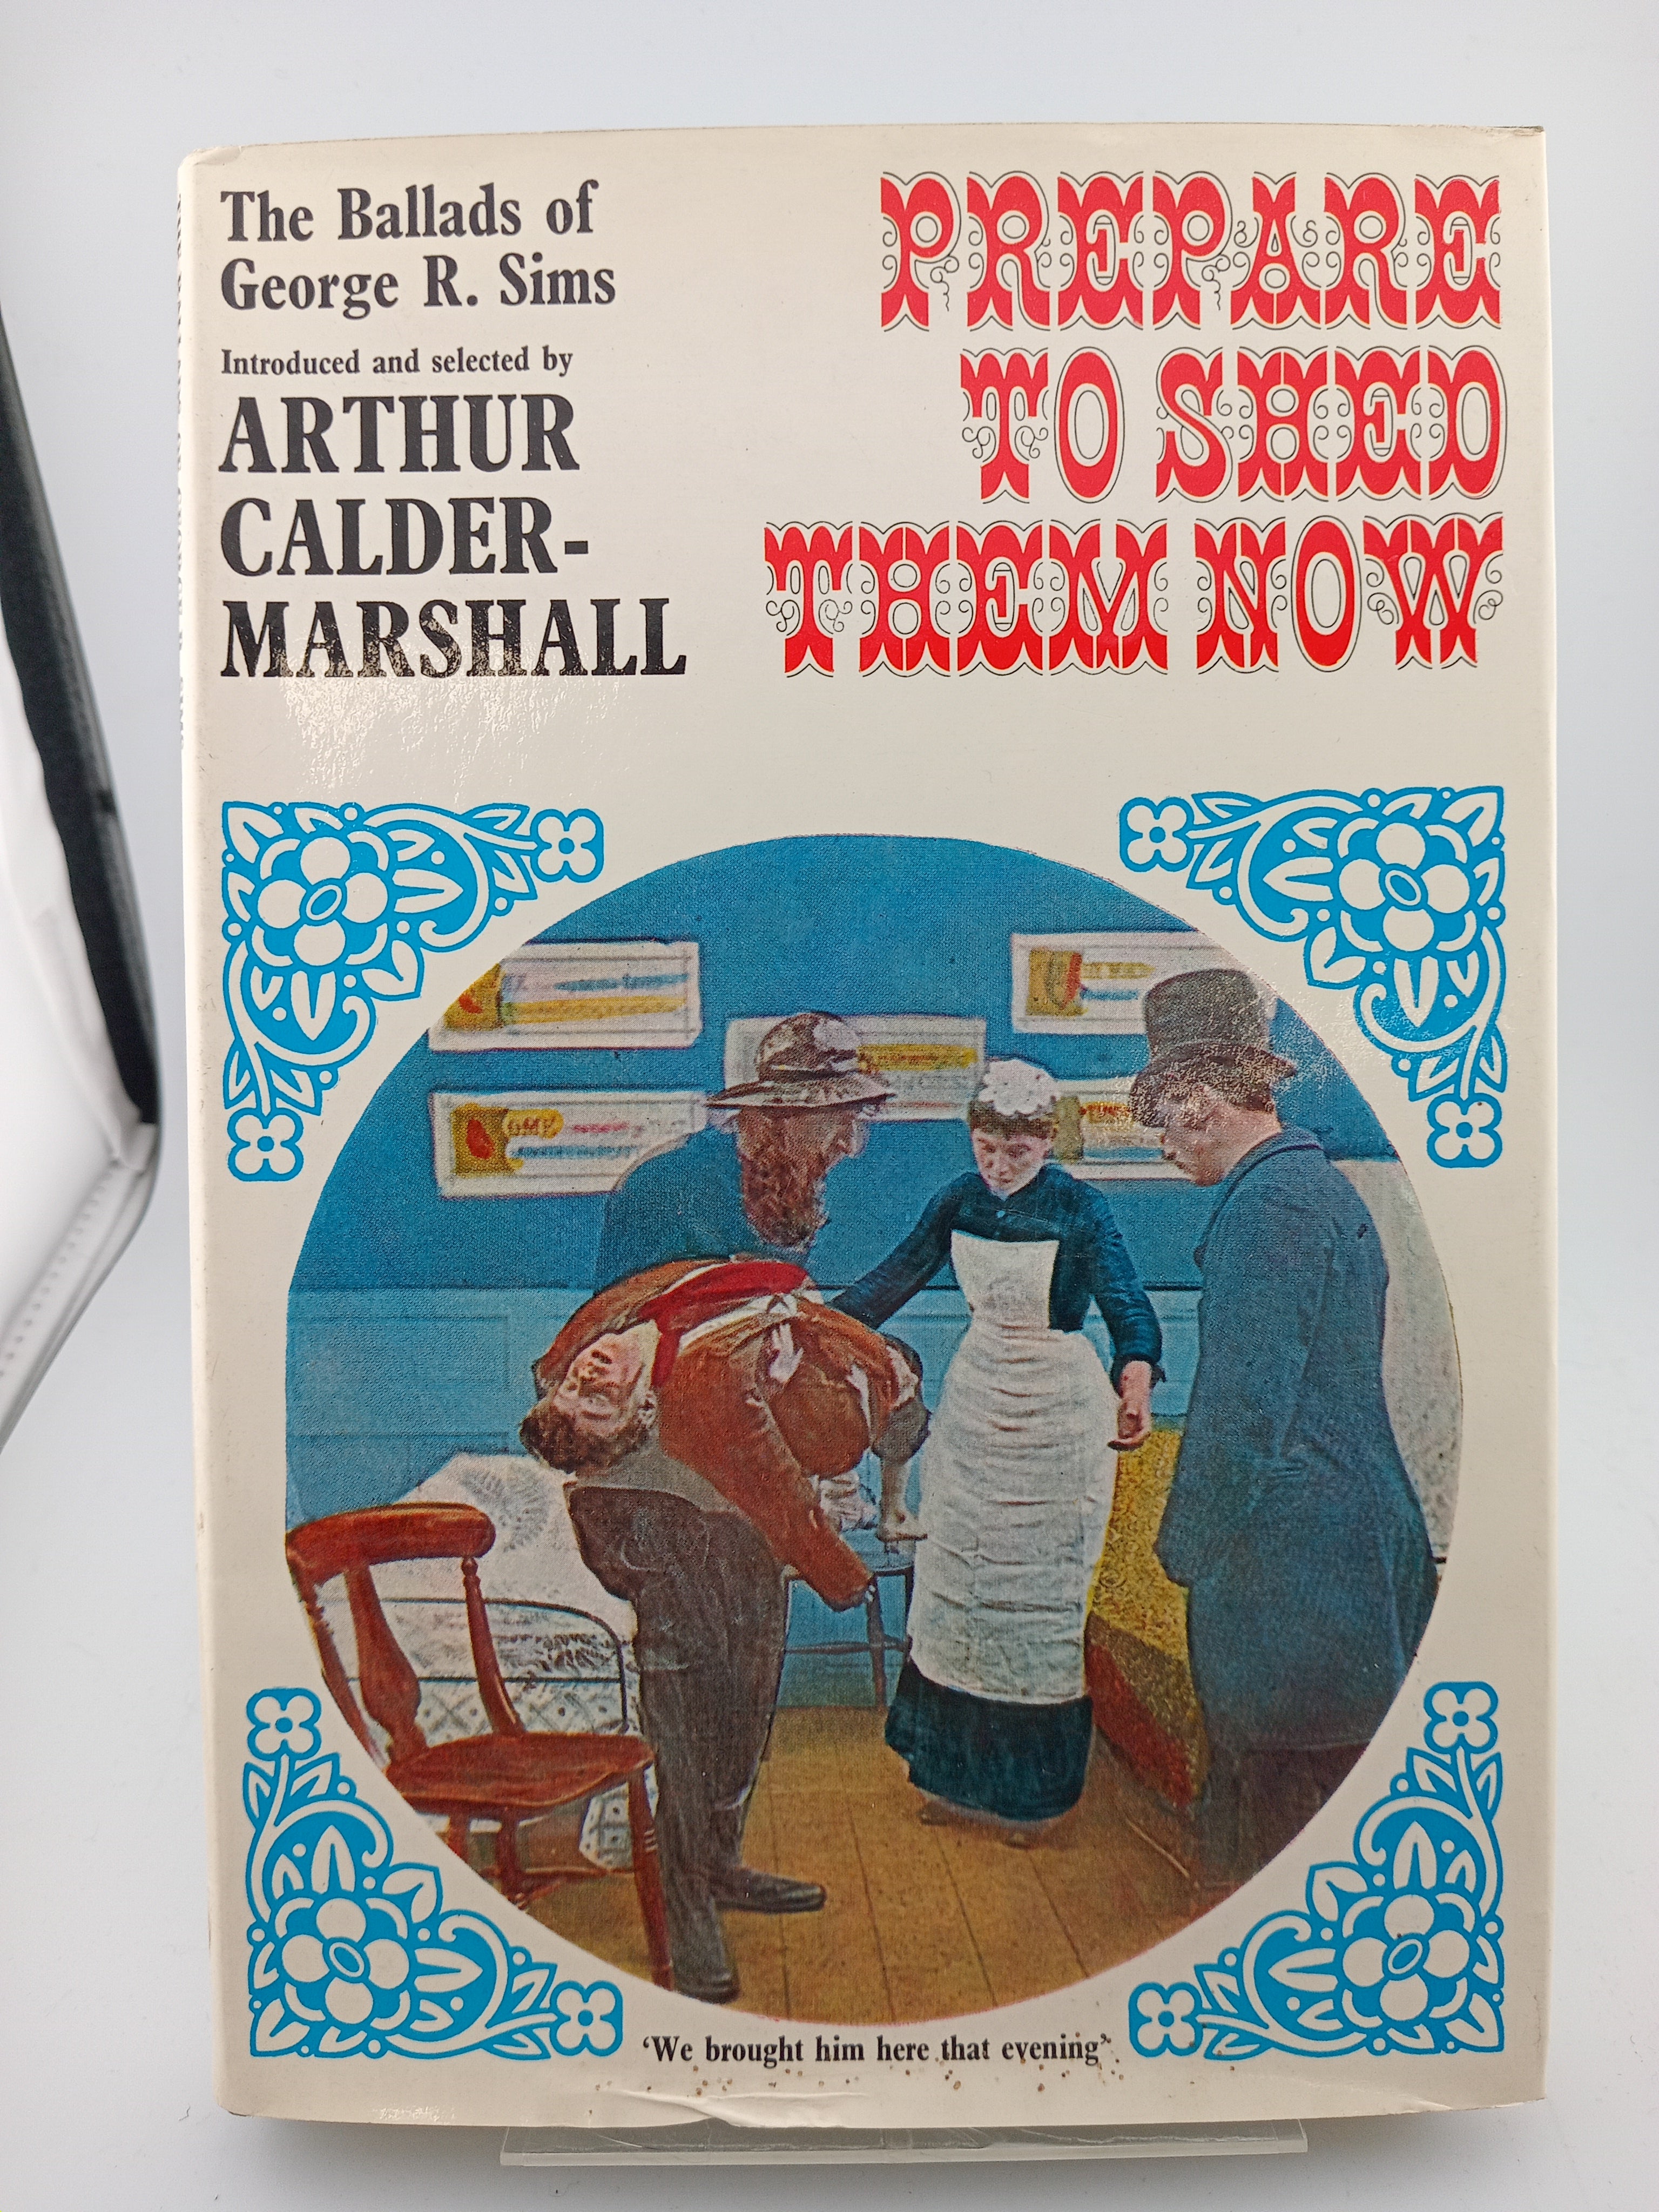 The Ballads of
George R. Sims
Introduced and selected by
ARTHUR
CALDER-
MARSHALL
PREPARE
TO SHED
THEM NOW
'We brought him here that evening'